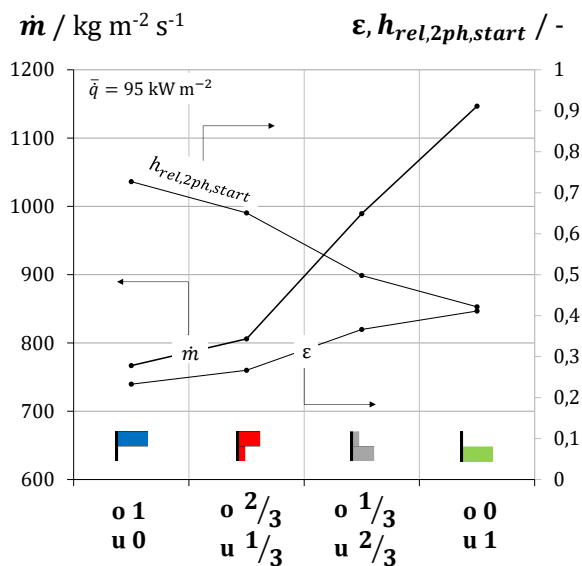 ṁ / kg m⁻² s⁻¹ ε, h_rel,2ph,start / -
1200 1
q̄̇ = 95 kW m⁻²
0,9
1100
0,8
h_rel,2ph,start
1000 0,7
0,6
900 0,5
0,4
800
ṁ ε
0,3
700 0,2
0,1
600 0
o 1 o 2/3 o 1/3 o 0
u 0 u 1/3 u 2/3 u 1